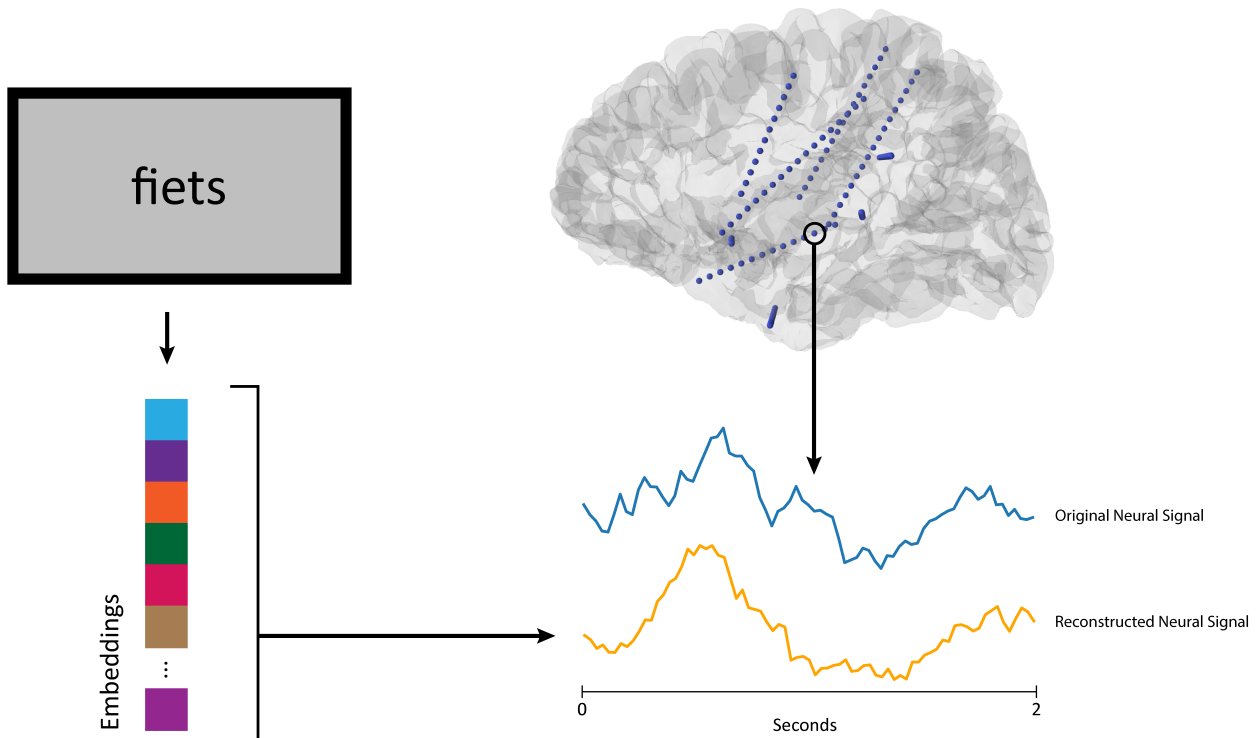 fiets
Embeddings
...
Original Neural Signal
Reconstructed Neural Signal
0
2
Seconds